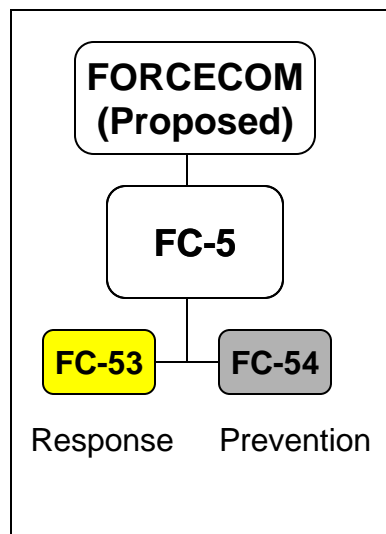 FORCECOM
(Proposed)
FC-5
FC-53
FC-54
Response
Prevention